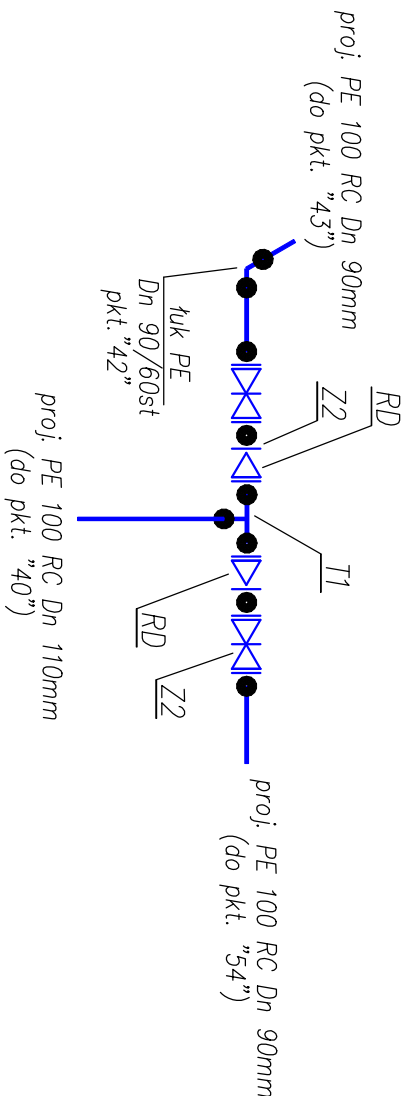 proj. PE 100 RC Dn 90mm
(do pkt. "43")
łuk PE
Dn 90/60st
pkt. "42"
Z2
RD
T1
RD
Z2
proj. PE 100 RC Dn 110mm
(do pkt. "40")
proj. PE 100 RC Dn 90mm
(do pkt. "54")